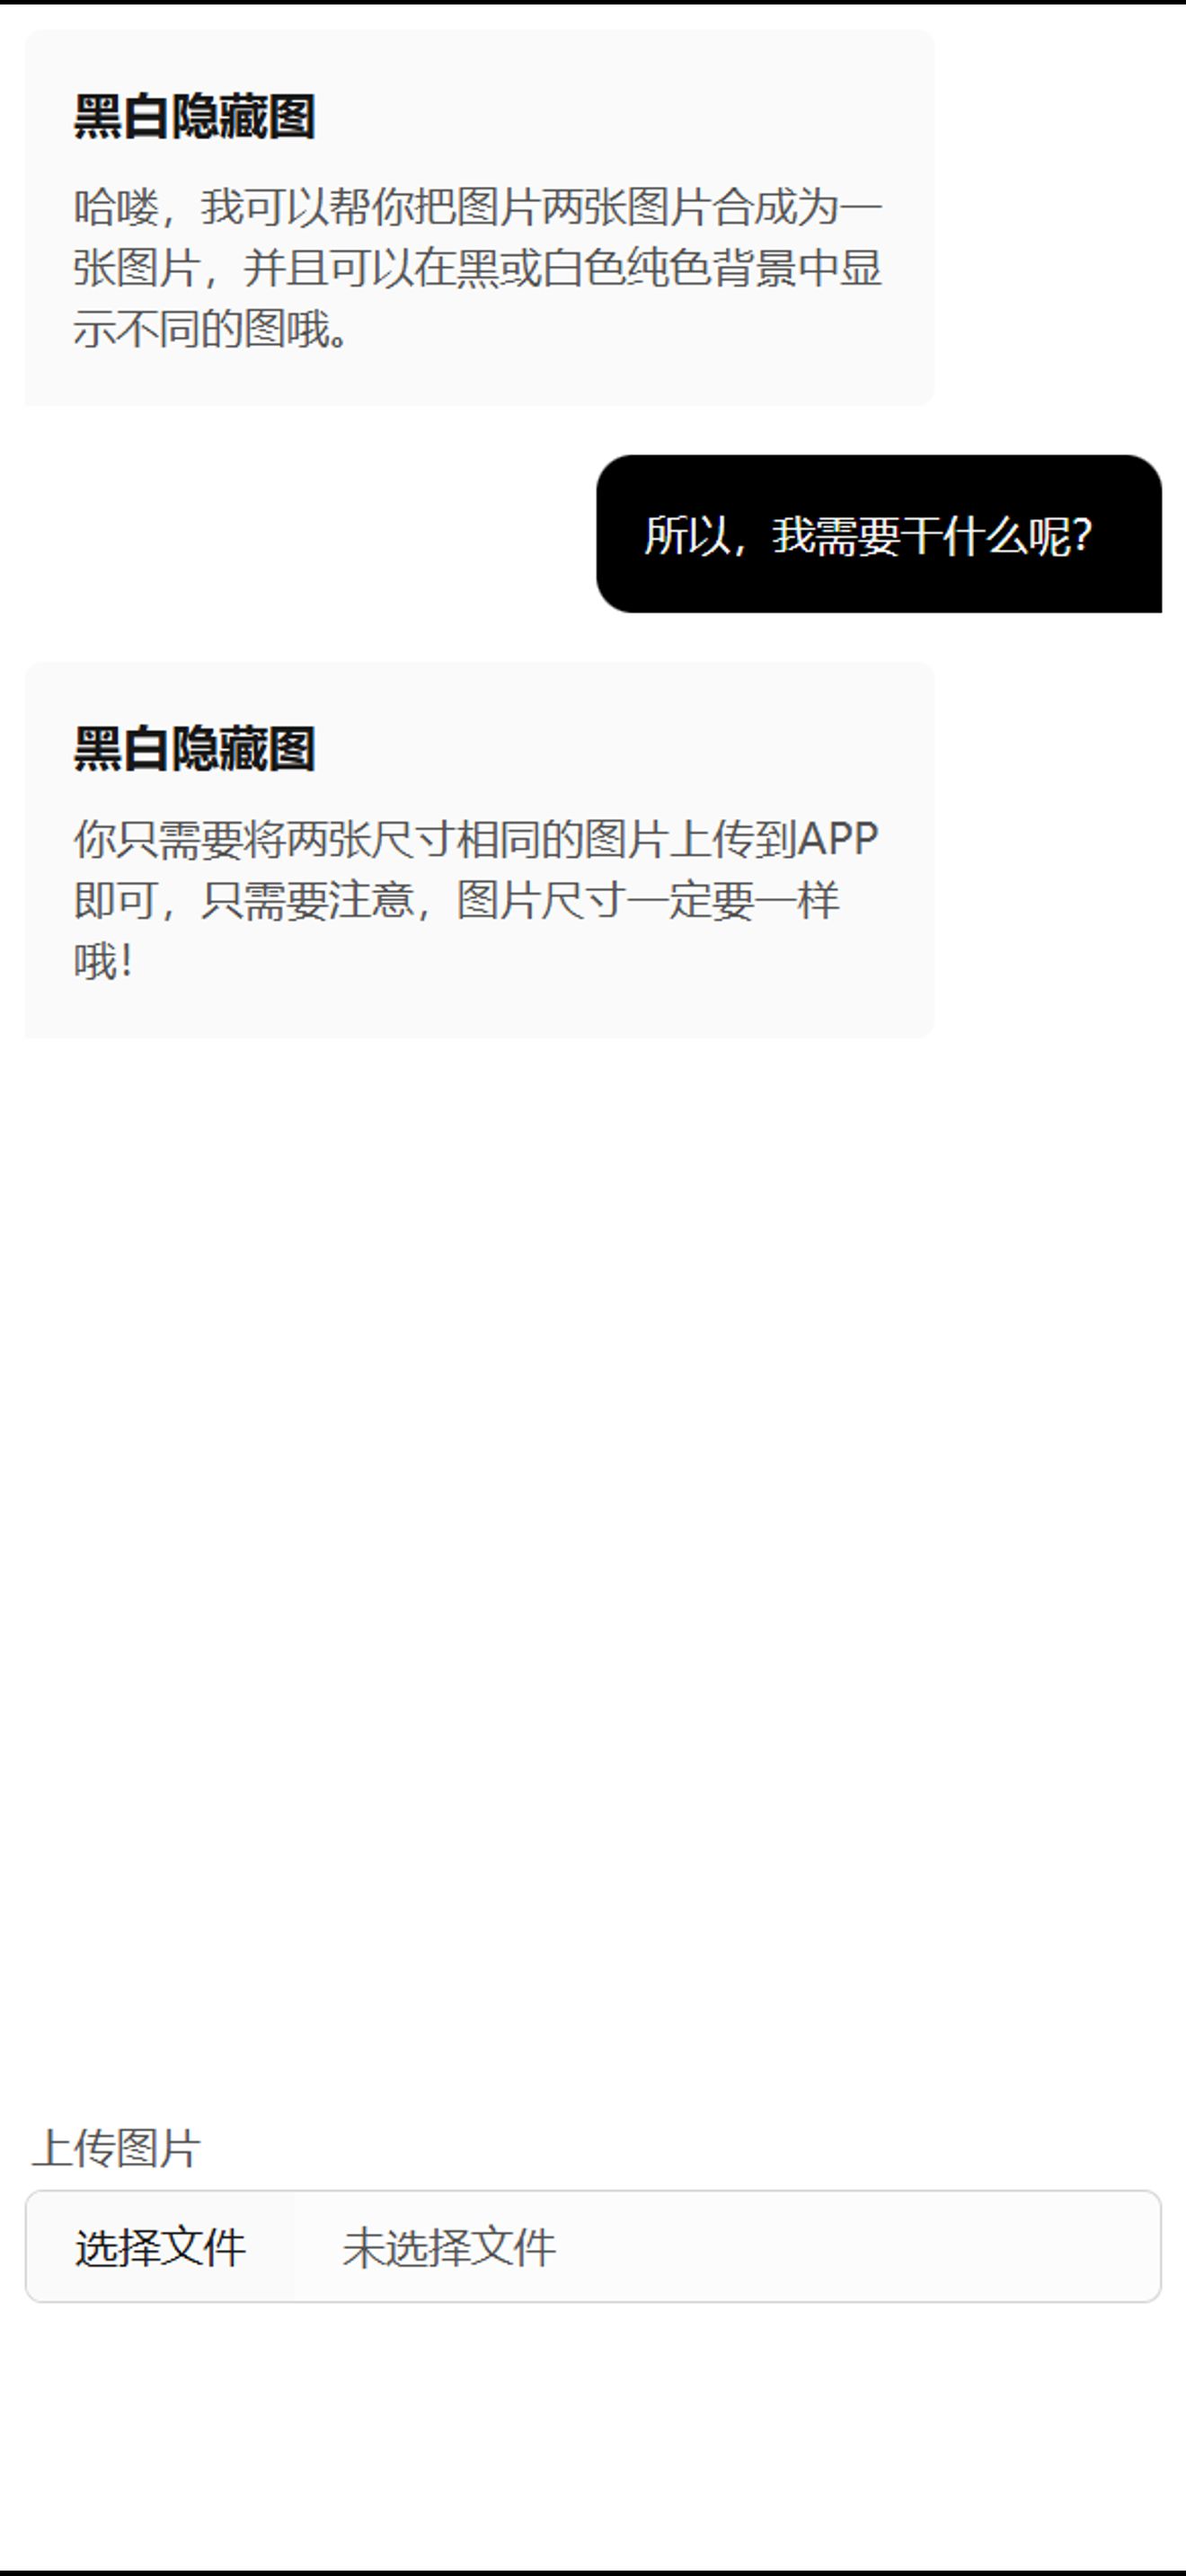 黑白隐藏图
哈喽，我可以帮你把图片两张图片合成为一
张图片，并且可以在黑或白色纯色背景中显
示不同的图哦。
所以，我需要干什么呢？
黑白隐藏图
你只需要将两张尺寸相同的图片上传到APP
即可，只需要注意，图片尺寸一定要一样
哦！
上传图片
选择文件 未选择文件